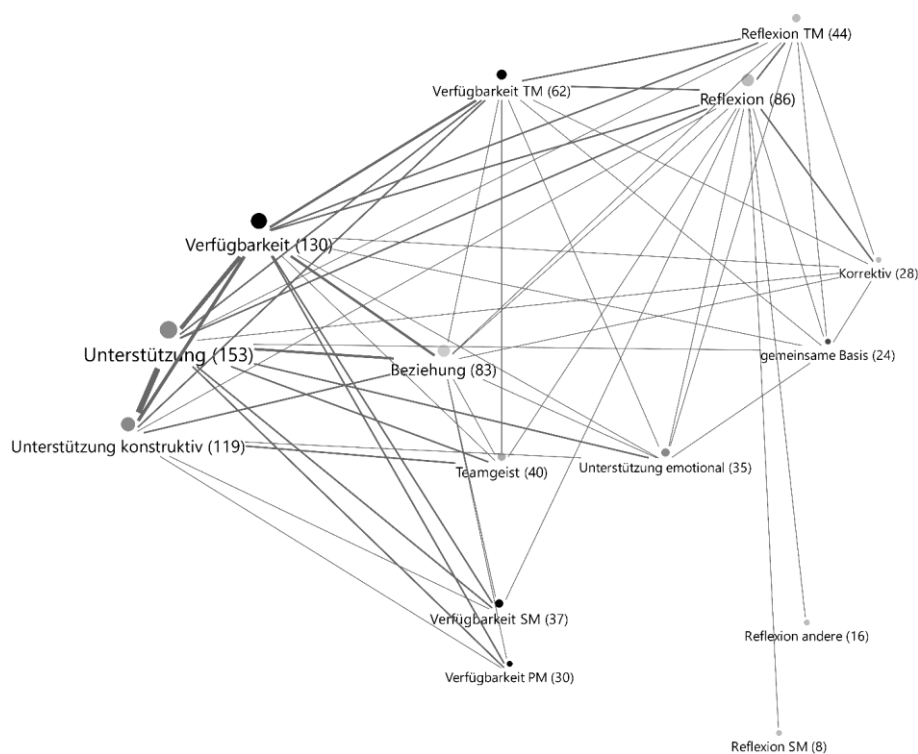 Reflexion TM (44)
Verfügbarkeit TM (62)
Reflexion (86)
Verfügbarkeit (130)
Korrektiv (28)
Unterstützung (153)
gemeinsame Basis (24)
Beziehung (83)
Unterstützung konstruktiv (119)
Teamgeist (40)
Unterstützung emotional (35)
Verfügbarkeit SM (37)
Reflexion andere (16)
Verfügbarkeit PM (30)
Reflexion SM (8)